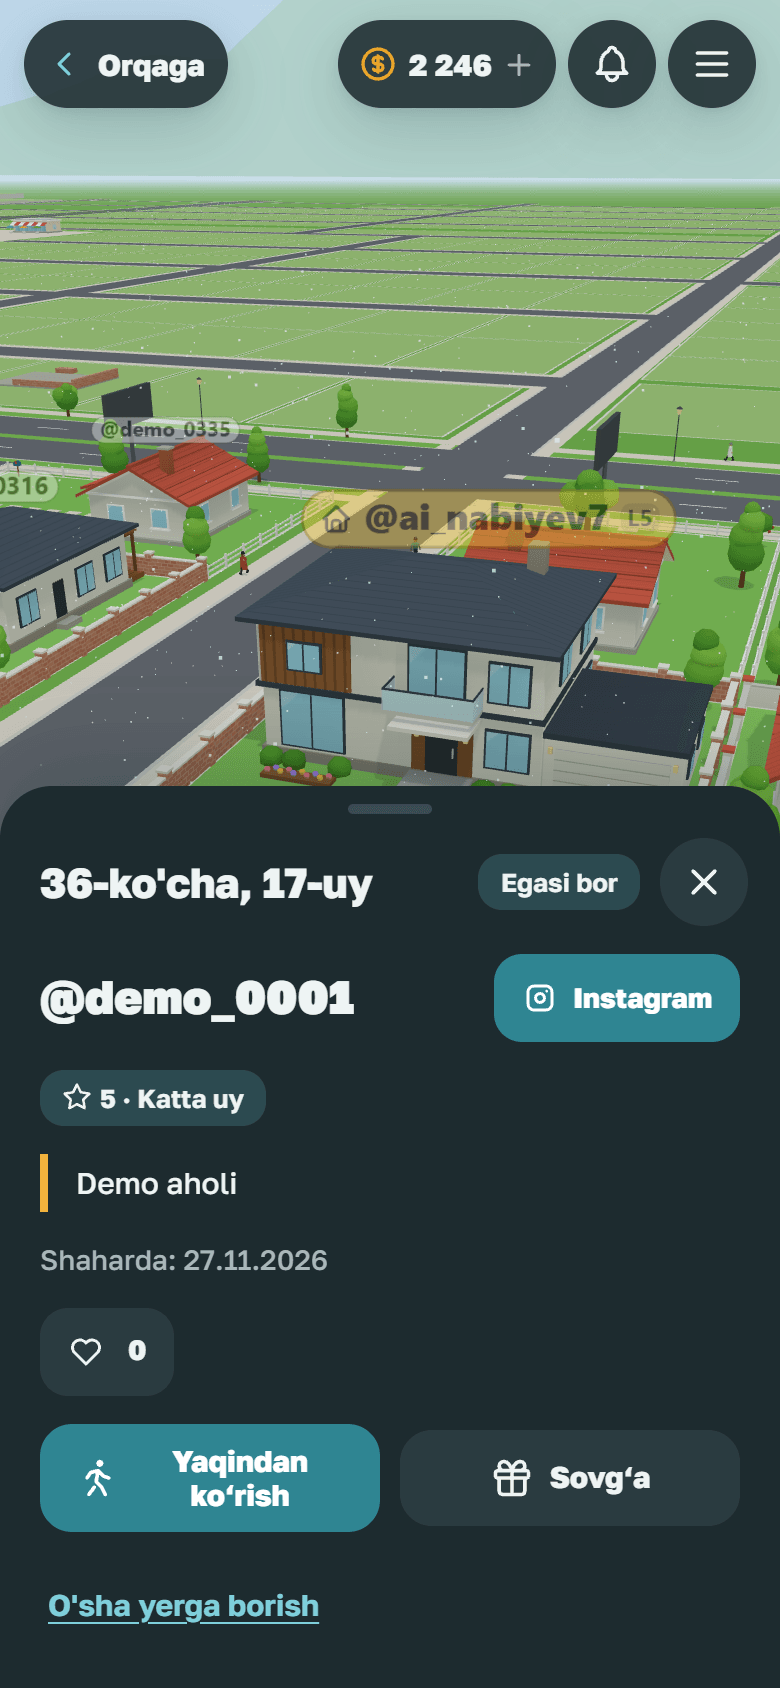 Orqaga
2 246
@demo_0335
0316
@ai_nabiyev7 L5
36-ko'cha, 17-uy
Egasi bor
@demo_0001
Instagram
5 · Katta uy
Demo aholi
Shaharda: 27.11.2026
0
Yaqindan
ko‘rish
Sovg‘a
O'sha yerga borish